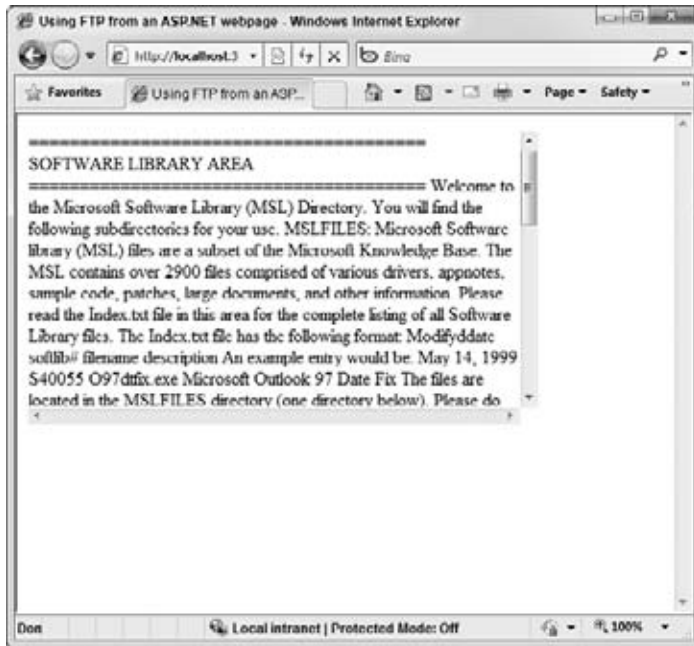 Using FTP from an ASP.NET webpage - Windows Internet Explorer
http://localhost:3
Bing
Favorites
Using FTP from an ASP...
Page
Safety
========================================
SOFTWARE LIBRARY AREA
======================================== Welcome to
the Microsoft Software Library (MSL) Directory. You will find the
following subdirectories for your use. MSLFILES: Microsoft Software
library (MSL) files are a subset of the Microsoft Knowledge Base. The
MSL contains over 2900 files comprised of various drivers, appnotes,
sample code, patches, large documents, and other information. Please
read the Index.txt file in this area for the complete listing of all Software
Library files. The Index.txt file has the following format: Modifyddate
softlib# filename description An example entry would be. May 14, 1999
S40055 O97dtfix.exe Microsoft Outlook 97 Date Fix The files are
located in the MSLFILES directory (one directory below). Please do
Don
Local intranet | Protected Mode: Off
100%